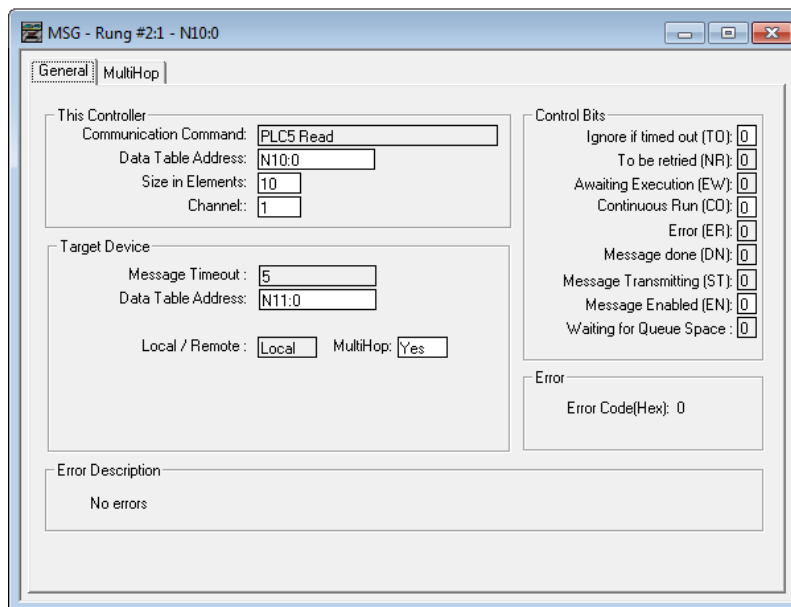 MSG - Rung #2:1 - N10:0
General MultiHop
This Controller
Communication Command: PLC5 Read
Data Table Address: N10:0
Size in Elements: 10
Channel:: 1
Target Device
Message Timeout : 5
Data Table Address: N11:0
Local / Remote : Local MultiHop: Yes
Control Bits
Ignore if timed out (TO): 0
To be retried (NR): 0
Awaiting Execution (EW): 0
Continuous Run (CO): 0
Error (ER): 0
Message done (DN): 0
Message Transmitting (ST): 0
Message Enabled (EN): 0
Waiting for Queue Space : 0
Error
Error Code(Hex): 0
Error Description
No errors